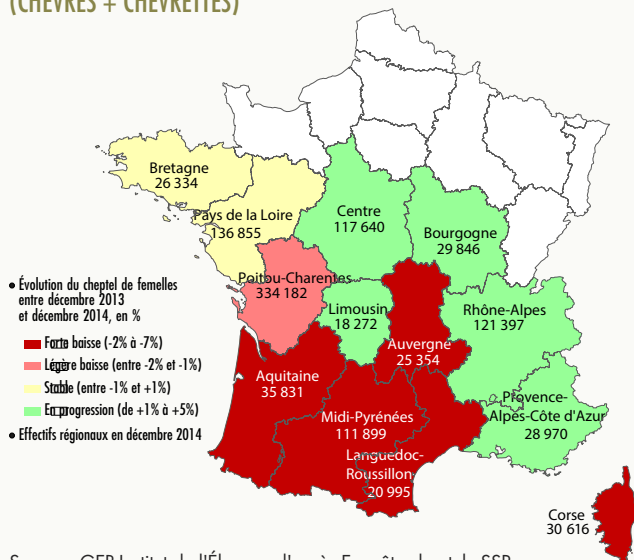 (CHÈVRES + CHEVRETTES)
Bretagne
26 334
Pays de la Loire
136 855
Centre
117 640
Bourgogne
29 846
Poitou-Charentes
334 182
Limousin
18 272
Rhône-Alpes
121 397
Auvergne
25 354
Aquitaine
35 831
Midi-Pyrénées
111 899
Languedoc-
Roussillon
20 995
Provence-
Alpes-Côte d'Azur
28 970
Corse
30 616
• Évolution du cheptel de femelles
entre décembre 2013
et décembre 2014, en %
Forte baisse (-2% à -7%)
Légère baisse (entre -2% et -1%)
Stable (entre -1% et +1%)
En progression (de +1% à +5%)
• Effectifs régionaux en décembre 2014